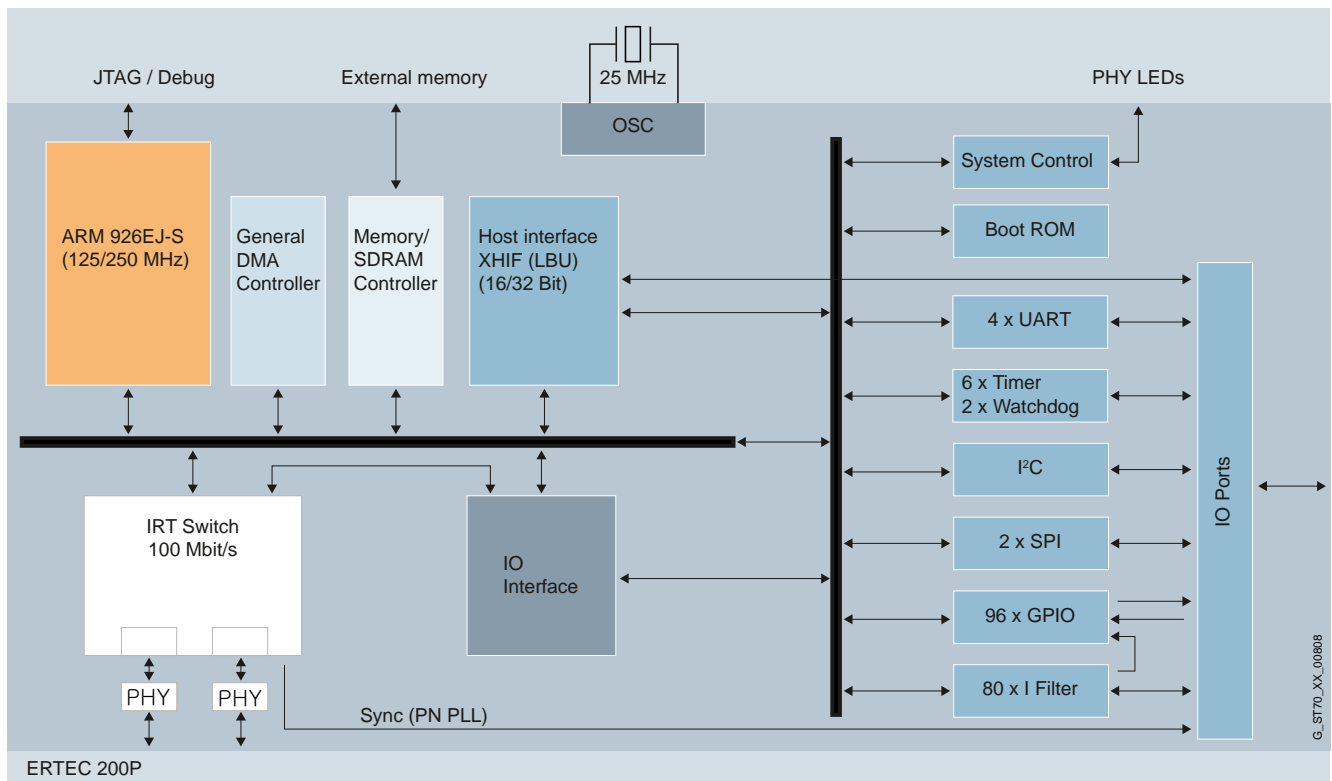 JTAG / Debug
External memory
25 MHz
PHY LEDs
OSC
ARM 926EJ-S
(125/250 MHz)
General
DMA
Controller
Memory/
SDRAM
Controller
Host interface
XHIF (LBU)
(16/32 Bit)
System Control
Boot ROM
4 x UART
6 x Timer
2 x Watchdog
I²C
2 x SPI
96 x GPIO
80 x I Filter
IO Ports
IRT Switch
100 Mbit/s
IO
Interface
PHY
PHY
Sync (PN PLL)
G_ST70_XX_00808
ERTEC 200P